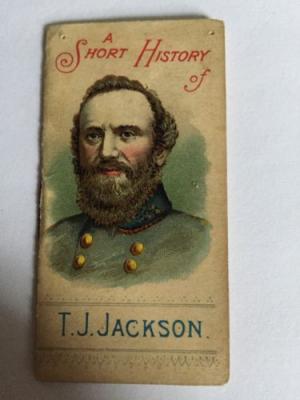 A
SHORT HISTORY
of
T.J. JACKSON.